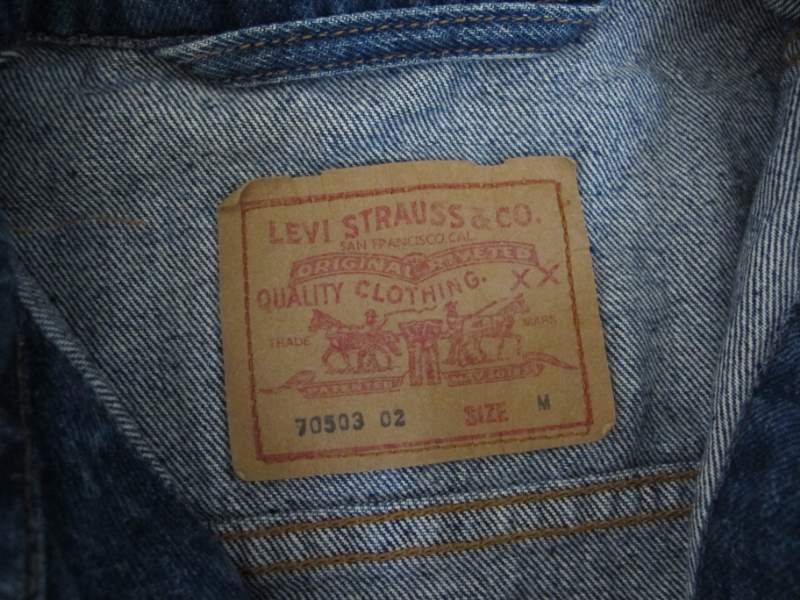 LEVI STRAUSS & CO.
SAN FRANCISCO CAL
ORIGINAL RIVETED
QUALITY CLOTHING. XX
TRADE MARK
70503 02 SIZE M